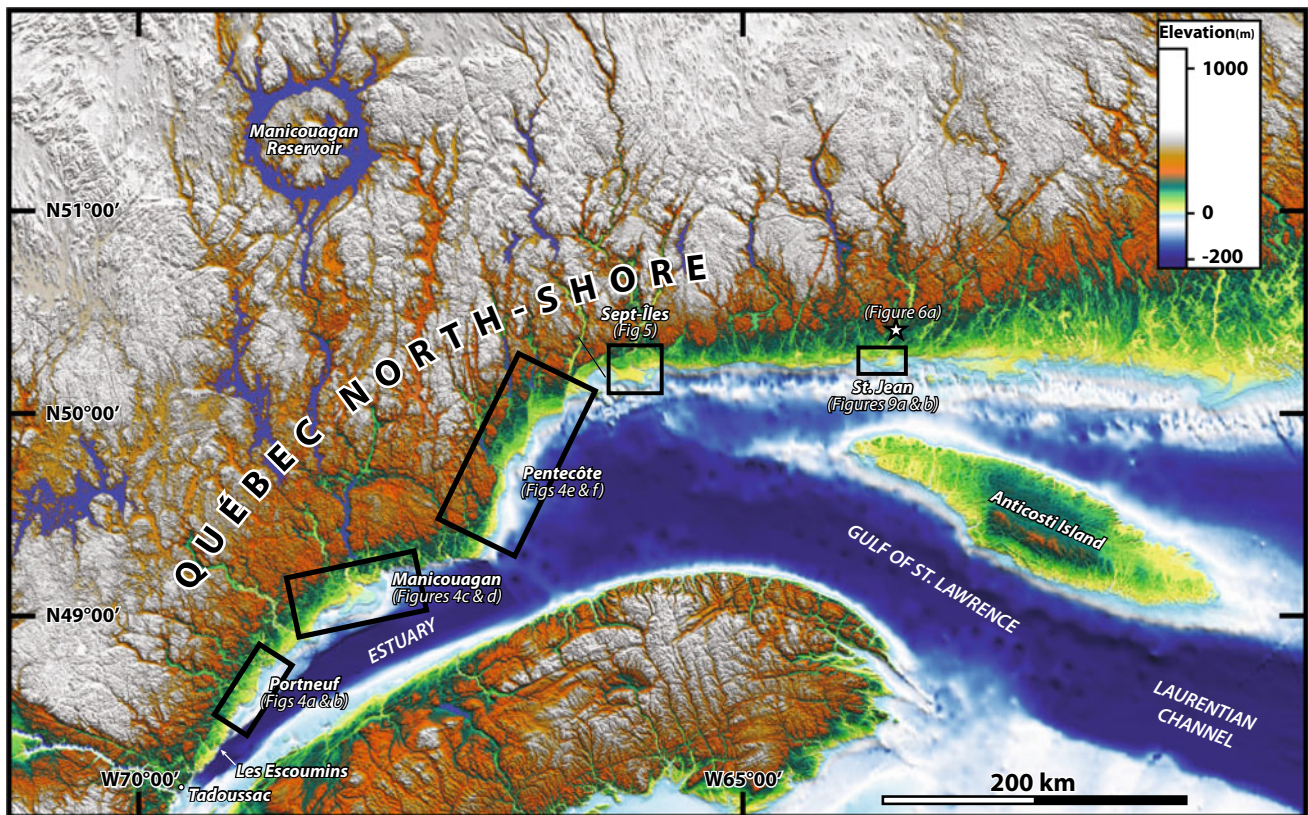 Elevation(m)
1000
0
-200
Manicouagan
Reservoir
N51°00’
QUÉBEC NORTH-SHORE
Sept-Îles
(Fig 5)
(Figure 6a)
St. Jean
(Figures 9a & b)
N50°00’
Pentecôte
(Figs 4e & f)
Anticosti Island
GULF OF ST. LAWRENCE
Manicouagan
(Figures 4c & d)
N49°00’
ESTUARY
Portneuf
(Figs 4a & b)
LAURENTIAN
CHANNEL
Les Escoumins
W70°00’
Tadoussac
W65°00’
200 km